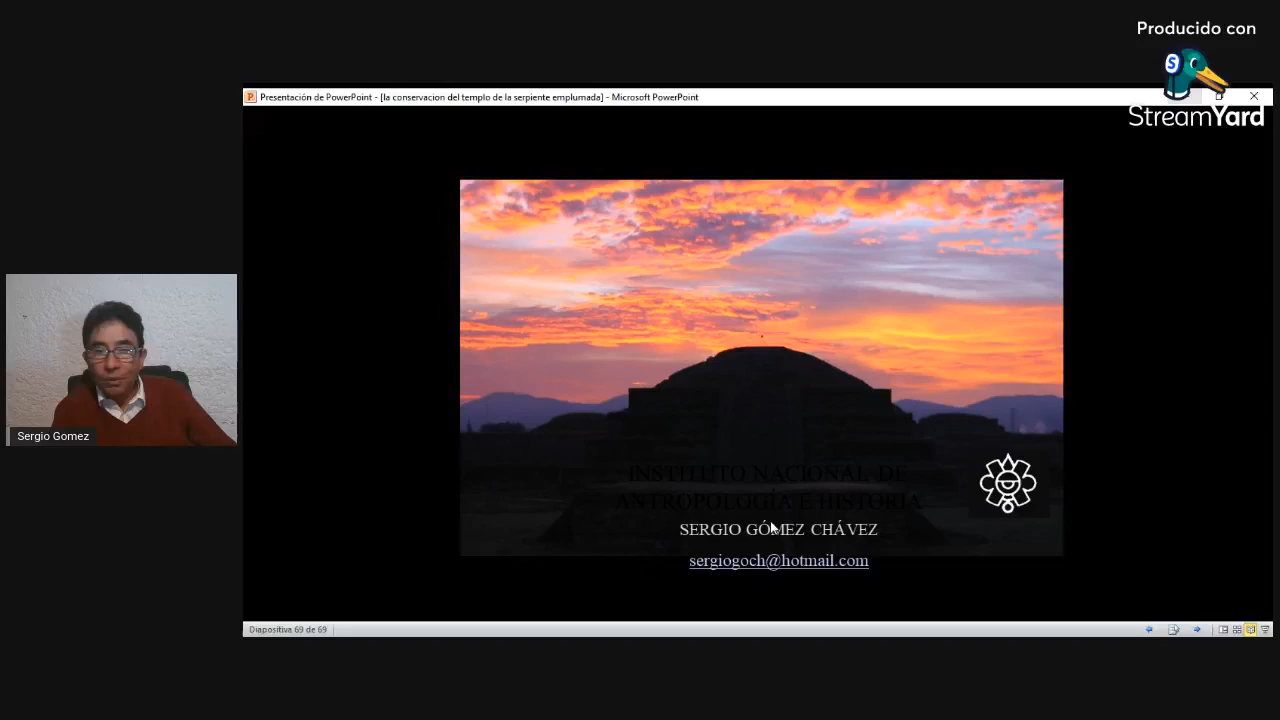 Producido con
StreamYard
Presentación de PowerPoint - [la conservacion del templo de la serpiente emplumada] - Microsoft PowerPoint
INSTITUTO NACIONAL DE
ANTROPOLOGÍA E HISTORIA
SERGIO GÓMEZ CHÁVEZ
sergiogoch@hotmail.com
Sergio Gomez
Diapositiva 69 de 69